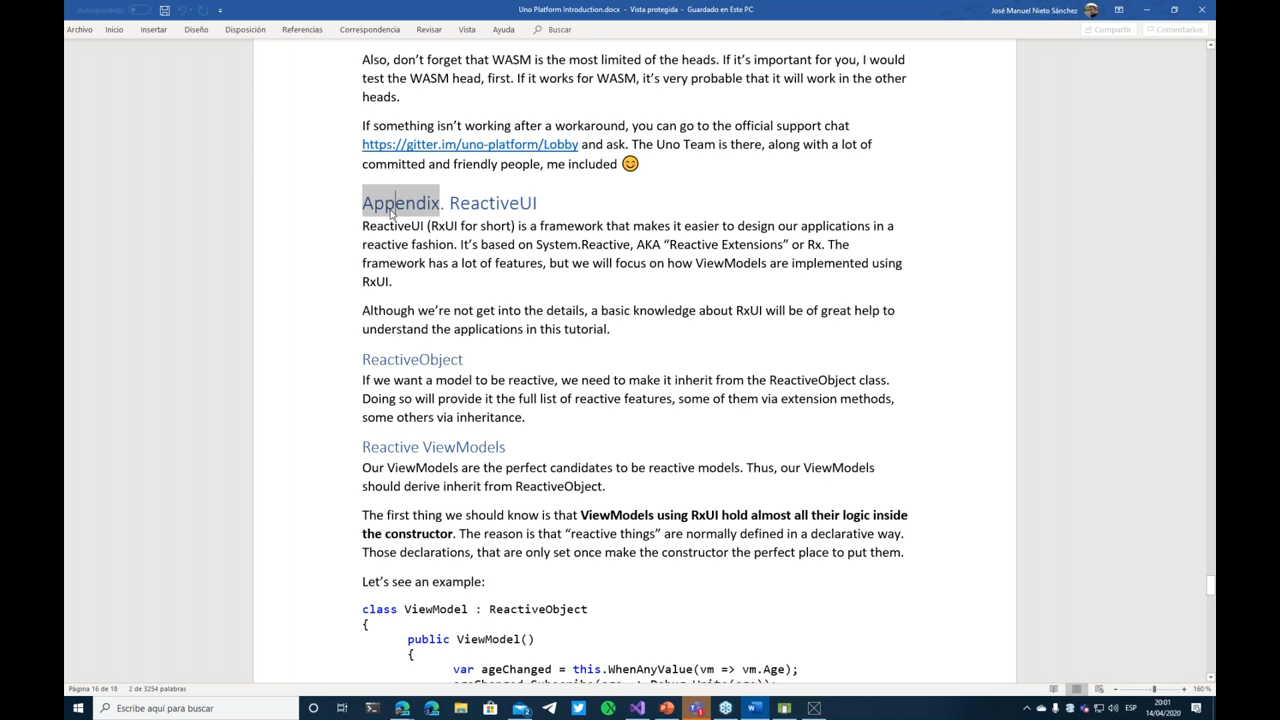 Autoguardado
Uno Platform Introduction.docx - Vista protegida - Guardado en Este PC
José Manuel Nieto Sánchez
Archivo Inicio Insertar Diseño Disposición Referencias Correspondencia Revisar Vista Ayuda Buscar Compartir Comentarios
Also, don't forget that WASM is the most limited of the heads. If it's important for you, I would
test the WASM head, first. If it works for WASM, it's very probable that it will work in the other
heads.
If something isn't working after a workaround, you can go to the official support chat
https://gitter.im/uno-platform/Lobby and ask. The Uno Team is there, along with a lot of
committed and friendly people, me included 😊
Appendix. ReactiveUI
ReactiveUI (RxUI for short) is a framework that makes it easier to design our applications in a
reactive fashion. It's based on System.Reactive, AKA “Reactive Extensions” or Rx. The
framework has a lot of features, but we will focus on how ViewModels are implemented using
RxUI.
Although we're not get into the details, a basic knowledge about RxUI will be of great help to
understand the applications in this tutorial.
ReactiveObject
If we want a model to be reactive, we need to make it inherit from the ReactiveObject class.
Doing so will provide it the full list of reactive features, some of them via extension methods,
some others via inheritance.
Reactive ViewModels
Our ViewModels are the perfect candidates to be reactive models. Thus, our ViewModels
should derive inherit from ReactiveObject.
The first thing we should know is that ViewModels using RxUI hold almost all their logic inside
the constructor. The reason is that “reactive things” are normally defined in a declarative way.
Those declarations, that are only set once make the constructor the perfect place to put them.
Let's see an example:
class ViewModel : ReactiveObject
{
public ViewModel()
{
var ageChanged = this.WhenAnyValue(vm => vm.Age);
Página 16 de 18 2 de 3254 palabras 160 %
Escribe aquí para buscar
ESP
20:01
14/04/2020